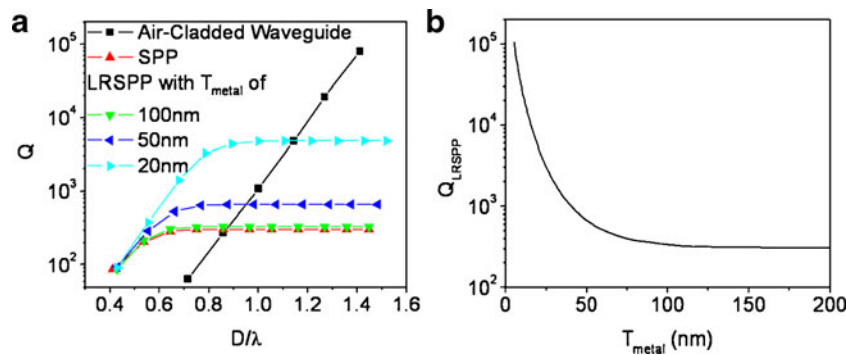 a
Q
10^5
10^4
10^3
10^2
Air-Cladded Waveguide
SPP
LRSPP with T_metal of
100nm
50nm
20nm
0.4 0.6 0.8 1.0 1.2 1.4 1.6
D/λ
b
Q_LRSPP
10^5
10^4
10^3
10^2
0 50 100 150 200
T_metal (nm)